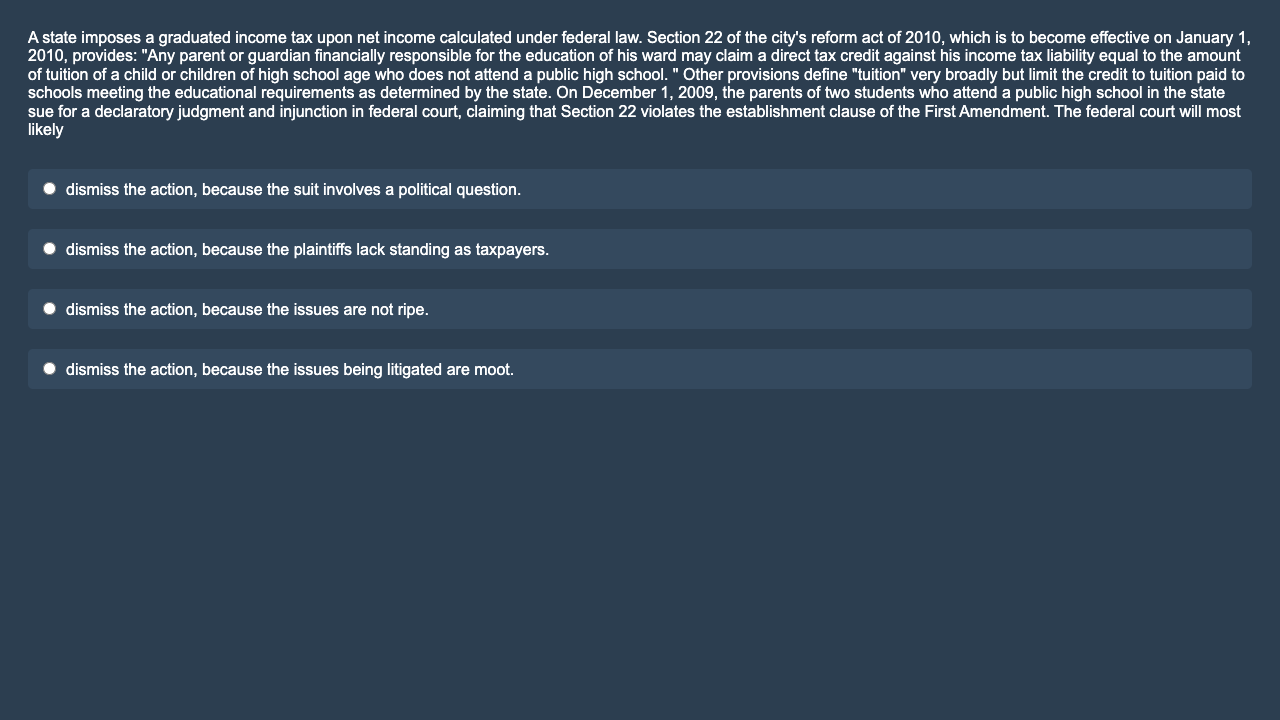 A state imposes a graduated income tax upon net income calculated under federal law. Section 22 of the city's reform act of 2010, which is to become effective on January 1,
2010, provides: "Any parent or guardian financially responsible for the education of his ward may claim a direct tax credit against his income tax liability equal to the amount
of tuition of a child or children of high school age who does not attend a public high school. " Other provisions define "tuition" very broadly but limit the credit to tuition paid to
schools meeting the educational requirements as determined by the state. On December 1, 2009, the parents of two students who attend a public high school in the state
sue for a declaratory judgment and injunction in federal court, claiming that Section 22 violates the establishment clause of the First Amendment. The federal court will most
likely
dismiss the action, because the suit involves a political question.
dismiss the action, because the plaintiffs lack standing as taxpayers.
dismiss the action, because the issues are not ripe.
dismiss the action, because the issues being litigated are moot.